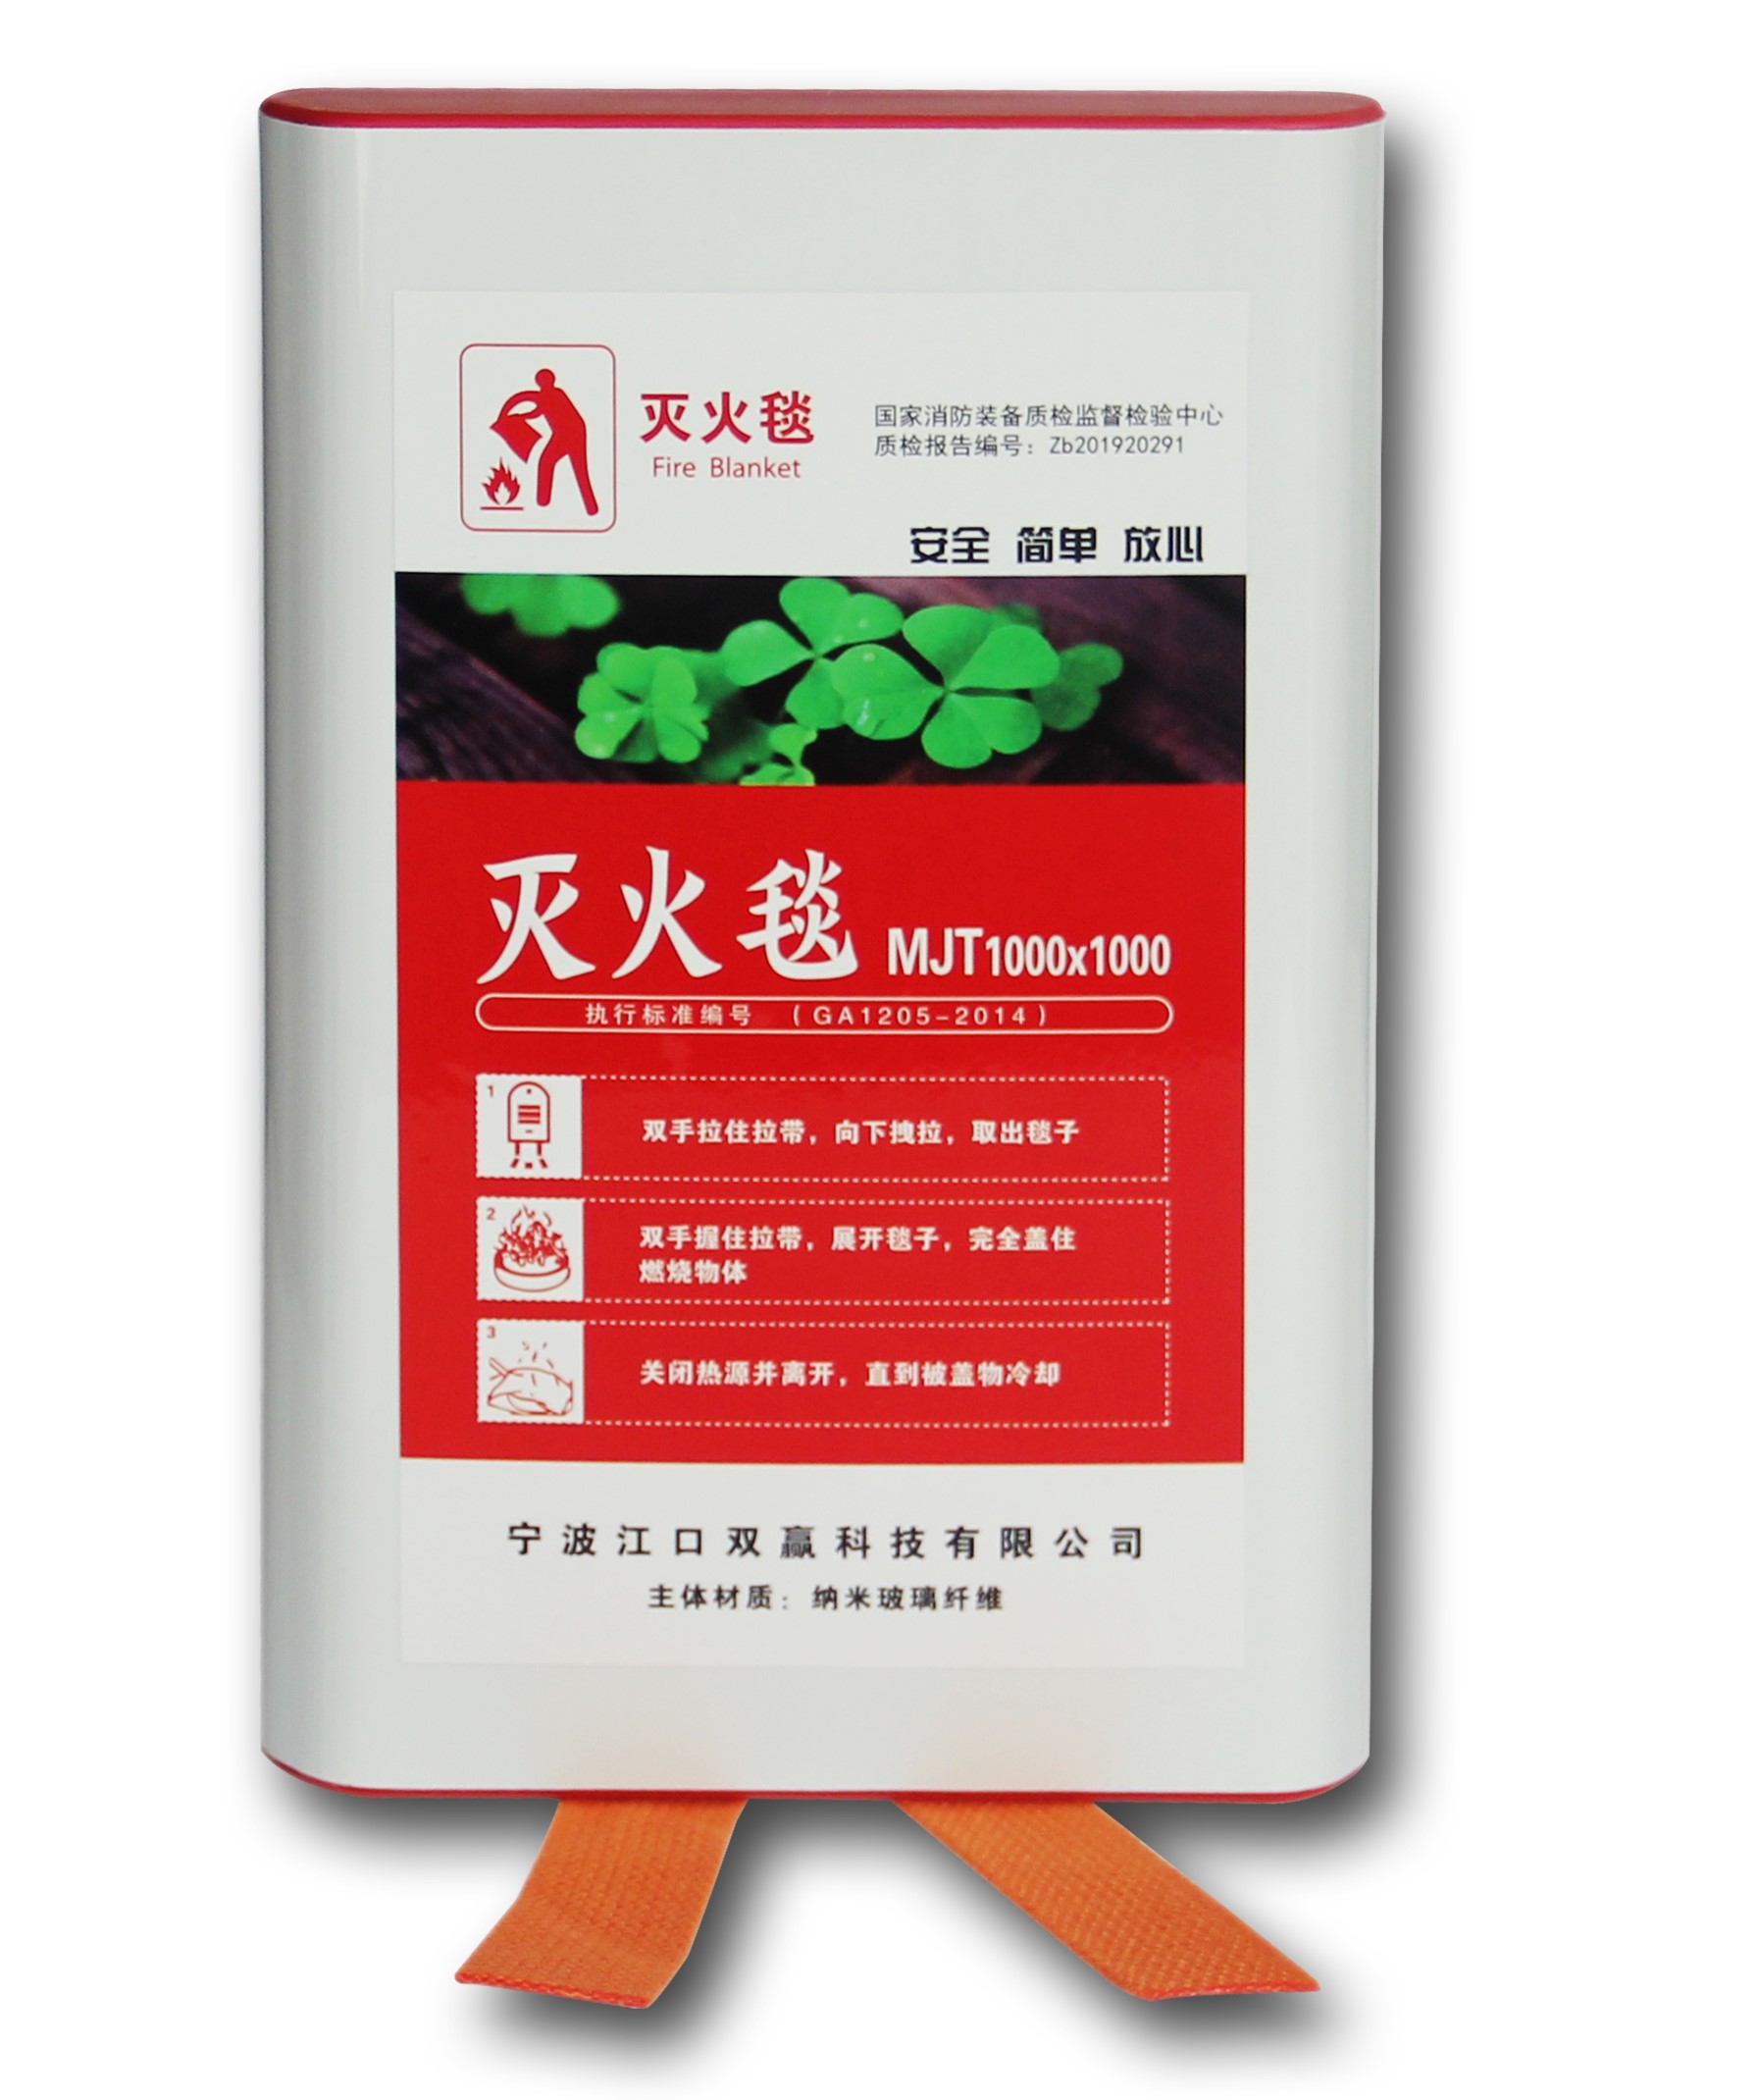 灭火毯
Fire Blanket
国家消防装备质检监督检验中心
质检报告编号：Zb201920291
安全 简单 放心
灭火毯 MJT1000x1000
执行标准编号 （GA1205-2014）
1
双手拉住拉带，向下拽拉，取出毯子
2
双手握住拉带，展开毯子，完全盖住
燃烧物体
3
关闭热源并离开，直到被盖物冷却
宁波江口双赢科技有限公司
主体材质：纳米玻璃纤维